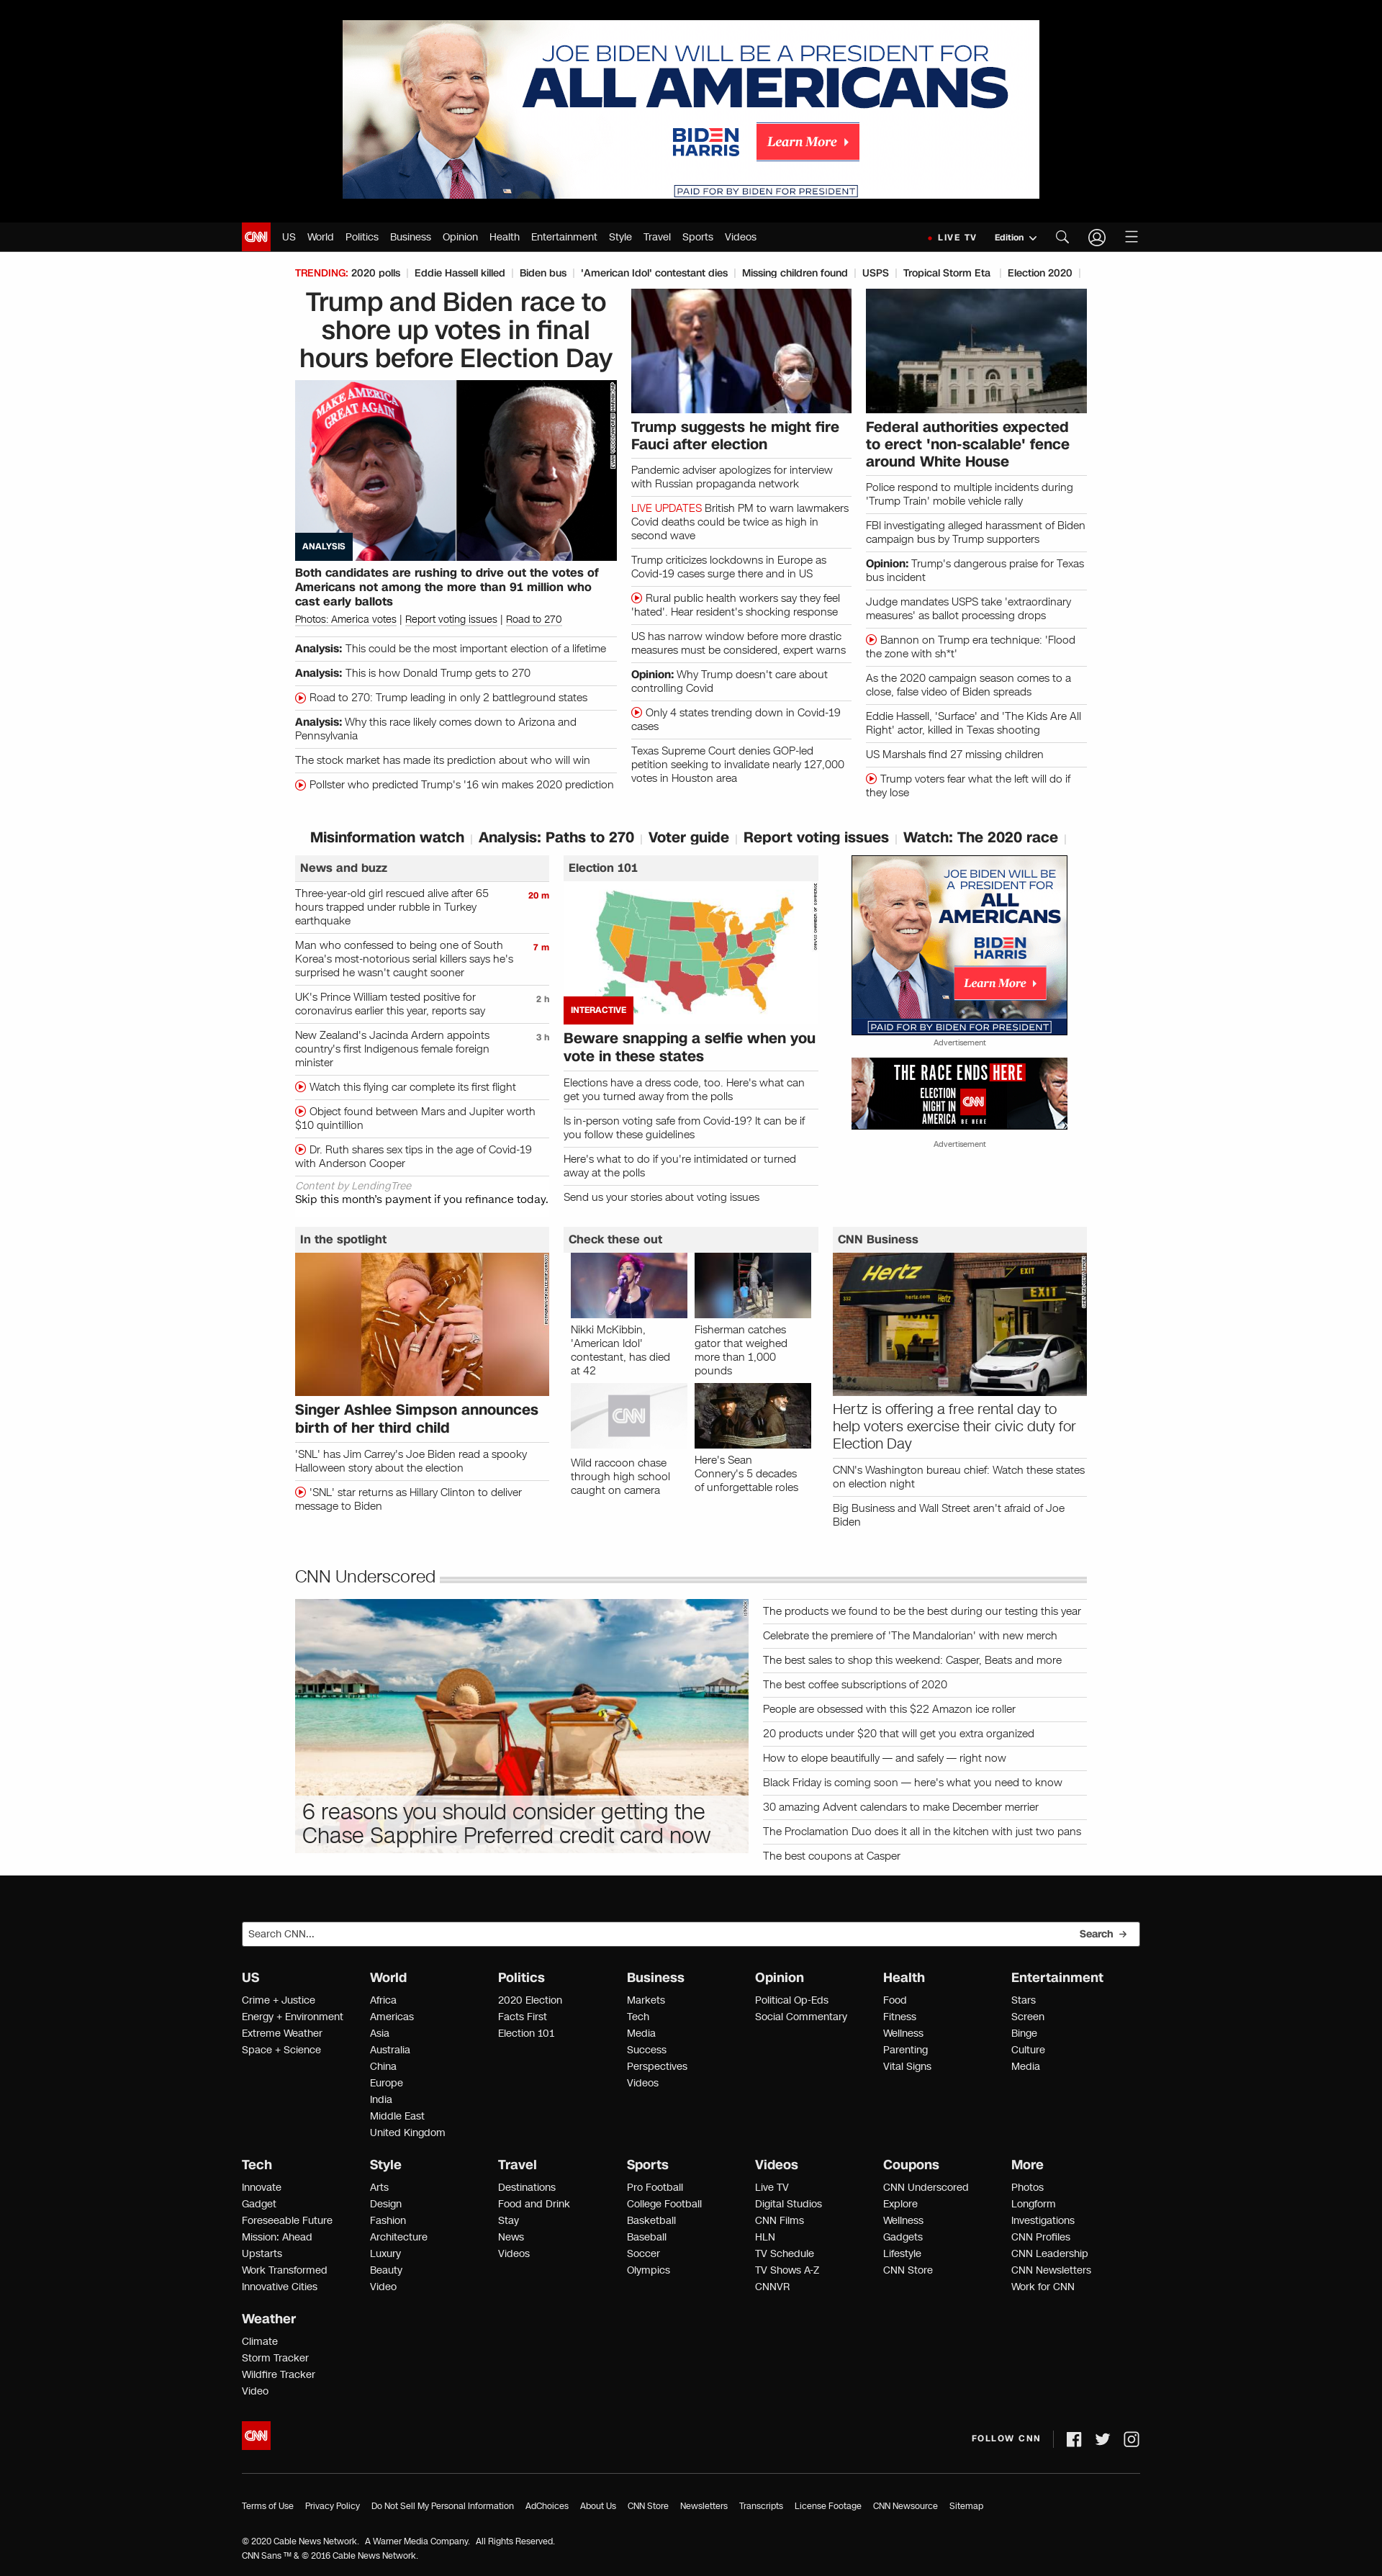 JOE BIDEN WILL BE A PRESIDENT FOR
ALL AMERICANS
BIDEN
HARRIS
Learn More
PAID FOR BY BIDEN FOR PRESIDENT
CNN US World Politics Business Opinion Health Entertainment Style Travel Sports Videos LIVE TV Edition
TRENDING: 2020 polls | Eddie Hassell killed | Biden bus | 'American Idol' contestant dies | Missing children found | USPS | Tropical Storm Eta | Election 2020 |
Trump and Biden race to
shore up votes in final
hours before Election Day
MAKE AMERICA
GREAT AGAIN
ANALYSIS
Both candidates are rushing to drive out the votes of
Americans not among the more than 91 million who
cast early ballots
Photos: America votes | Report voting issues | Road to 270
Analysis: This could be the most important election of a lifetime
Analysis: This is how Donald Trump gets to 270
Road to 270: Trump leading in only 2 battleground states
Analysis: Why this race likely comes down to Arizona and
Pennsylvania
The stock market has made its prediction about who will win
Pollster who predicted Trump's '16 win makes 2020 prediction
Trump suggests he might fire
Fauci after election
Pandemic adviser apologizes for interview
with Russian propaganda network
LIVE UPDATES British PM to warn lawmakers
Covid deaths could be twice as high in
second wave
Trump criticizes lockdowns in Europe as
Covid-19 cases surge there and in US
Rural public health workers say they feel
'hated'. Hear resident's shocking response
US has narrow window before more drastic
measures must be considered, expert warns
Opinion: Why Trump doesn't care about
controlling Covid
Only 4 states trending down in Covid-19
cases
Texas Supreme Court denies GOP-led
petition seeking to invalidate nearly 127,000
votes in Houston area
Federal authorities expected
to erect 'non-scalable' fence
around White House
Police respond to multiple incidents during
'Trump Train' mobile vehicle rally
FBI investigating alleged harassment of Biden
campaign bus by Trump supporters
Opinion: Trump's dangerous praise for Texas
bus incident
Judge mandates USPS take 'extraordinary
measures' as ballot processing drops
Bannon on Trump era technique: 'Flood
the zone with sh*t'
As the 2020 campaign season comes to a
close, false video of Biden spreads
Eddie Hassell, 'Surface' and 'The Kids Are All
Right' actor, killed in Texas shooting
US Marshals find 27 missing children
Trump voters fear what the left will do if
they lose
Misinformation watch | Analysis: Paths to 270 | Voter guide | Report voting issues | Watch: The 2020 race |
News and buzz
Three-year-old girl rescued alive after 65
hours trapped under rubble in Turkey
earthquake
20 m
Man who confessed to being one of South
Korea's most-notorious serial killers says he's
surprised he wasn't caught sooner
7 m
UK's Prince William tested positive for
coronavirus earlier this year, reports say
2 h
New Zealand's Jacinda Ardern appoints
country's first Indigenous female foreign
minister
3 h
Watch this flying car complete its first flight
Object found between Mars and Jupiter worth
$10 quintillion
Dr. Ruth shares sex tips in the age of Covid-19
with Anderson Cooper
Content by LendingTree
Skip this month's payment if you refinance today.
Election 101
INTERACTIVE
Beware snapping a selfie when you
vote in these states
Elections have a dress code, too. Here's what can
get you turned away from the polls
Is in-person voting safe from Covid-19? It can be if
you follow these guidelines
Here's what to do if you're intimidated or turned
away at the polls
Send us your stories about voting issues
JOE BIDEN WILL BE
A PRESIDENT FOR
ALL
AMERICANS
BIDEN
HARRIS
Learn More
PAID FOR BY BIDEN FOR PRESIDENT
Advertisement
THE RACE ENDS HERE
ELECTION
NIGHT IN
AMERICA
CNN
BE HERE
Advertisement
In the spotlight
Singer Ashlee Simpson announces
birth of her third child
'SNL' has Jim Carrey's Joe Biden read a spooky
Halloween story about the election
'SNL' star returns as Hillary Clinton to deliver
message to Biden
Check these out
Nikki McKibbin,
'American Idol'
contestant, has died
at 42
Fisherman catches
gator that weighed
more than 1,000
pounds
CNN
Wild raccoon chase
through high school
caught on camera
Here's Sean
Connery's 5 decades
of unforgettable roles
CNN Business
Hertz
hertz.com
Hertz
EXIT
EXIT
Hertz is offering a free rental day to
help voters exercise their civic duty for
Election Day
CNN's Washington bureau chief: Watch these states
on election night
Big Business and Wall Street aren't afraid of Joe
Biden
CNN Underscored
6 reasons you should consider getting the
Chase Sapphire Preferred credit card now
The products we found to be the best during our testing this year
Celebrate the premiere of 'The Mandalorian' with new merch
The best sales to shop this weekend: Casper, Beats and more
The best coffee subscriptions of 2020
People are obsessed with this $22 Amazon ice roller
20 products under $20 that will get you extra organized
How to elope beautifully — and safely — right now
Black Friday is coming soon — here's what you need to know
30 amazing Advent calendars to make December merrier
The Proclamation Duo does it all in the kitchen with just two pans
The best coupons at Casper
Search CNN...
Search →
US
Crime + Justice
Energy + Environment
Extreme Weather
Space + Science
World
Africa
Americas
Asia
Australia
China
Europe
India
Middle East
United Kingdom
Politics
2020 Election
Facts First
Election 101
Business
Markets
Tech
Media
Success
Perspectives
Videos
Opinion
Political Op-Eds
Social Commentary
Health
Food
Fitness
Wellness
Parenting
Vital Signs
Entertainment
Stars
Screen
Binge
Culture
Media
Tech
Innovate
Gadget
Foreseeable Future
Mission: Ahead
Upstarts
Work Transformed
Innovative Cities
Style
Arts
Design
Fashion
Architecture
Luxury
Beauty
Video
Travel
Destinations
Food and Drink
Stay
News
Videos
Sports
Pro Football
College Football
Basketball
Baseball
Soccer
Olympics
Videos
Live TV
Digital Studios
CNN Films
HLN
TV Schedule
TV Shows A-Z
CNNVR
Coupons
CNN Underscored
Explore
Wellness
Gadgets
Lifestyle
CNN Store
More
Photos
Longform
Investigations
CNN Profiles
CNN Leadership
CNN Newsletters
Work for CNN
Weather
Climate
Storm Tracker
Wildfire Tracker
Video
CNN
FOLLOW CNN
Terms of Use Privacy Policy Do Not Sell My Personal Information AdChoices About Us CNN Store Newsletters Transcripts License Footage CNN Newsource Sitemap
© 2020 Cable News Network. A Warner Media Company. All Rights Reserved.
CNN Sans ™ & © 2016 Cable News Network.